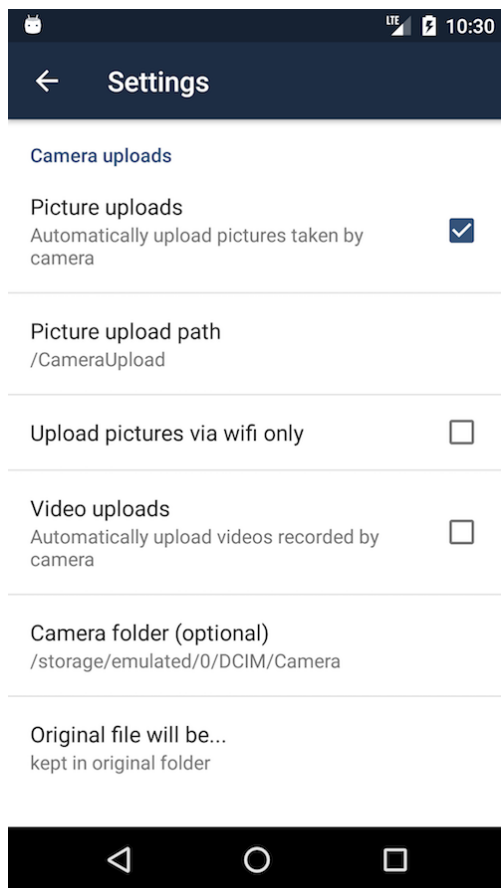 LTE 10:30
Settings
Camera uploads
Picture uploads
Automatically upload pictures taken by
camera
Picture upload path
/CameraUpload
Upload pictures via wifi only
Video uploads
Automatically upload videos recorded by
camera
Camera folder (optional)
/storage/emulated/0/DCIM/Camera
Original file will be...
kept in original folder